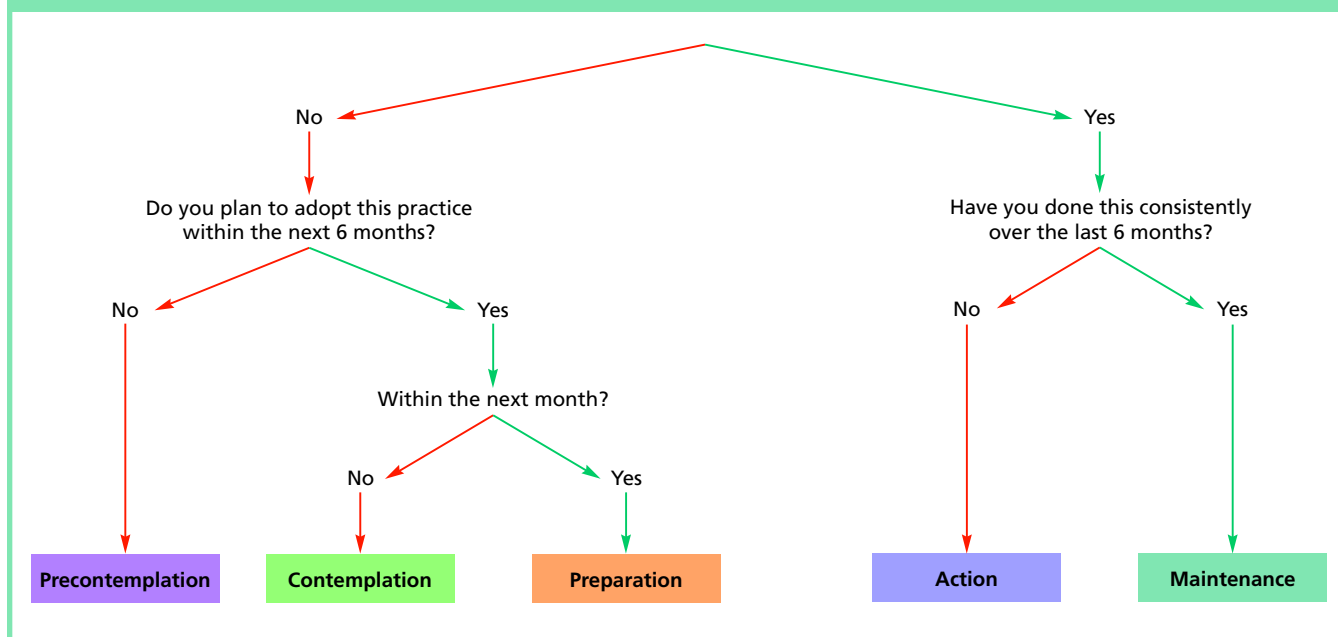 No
Yes
Do you plan to adopt this practice
within the next 6 months?
Have you done this consistently
over the last 6 months?
No
Yes
No
Yes
Within the next month?
No
Yes
Precontemplation
Contemplation
Preparation
Action
Maintenance